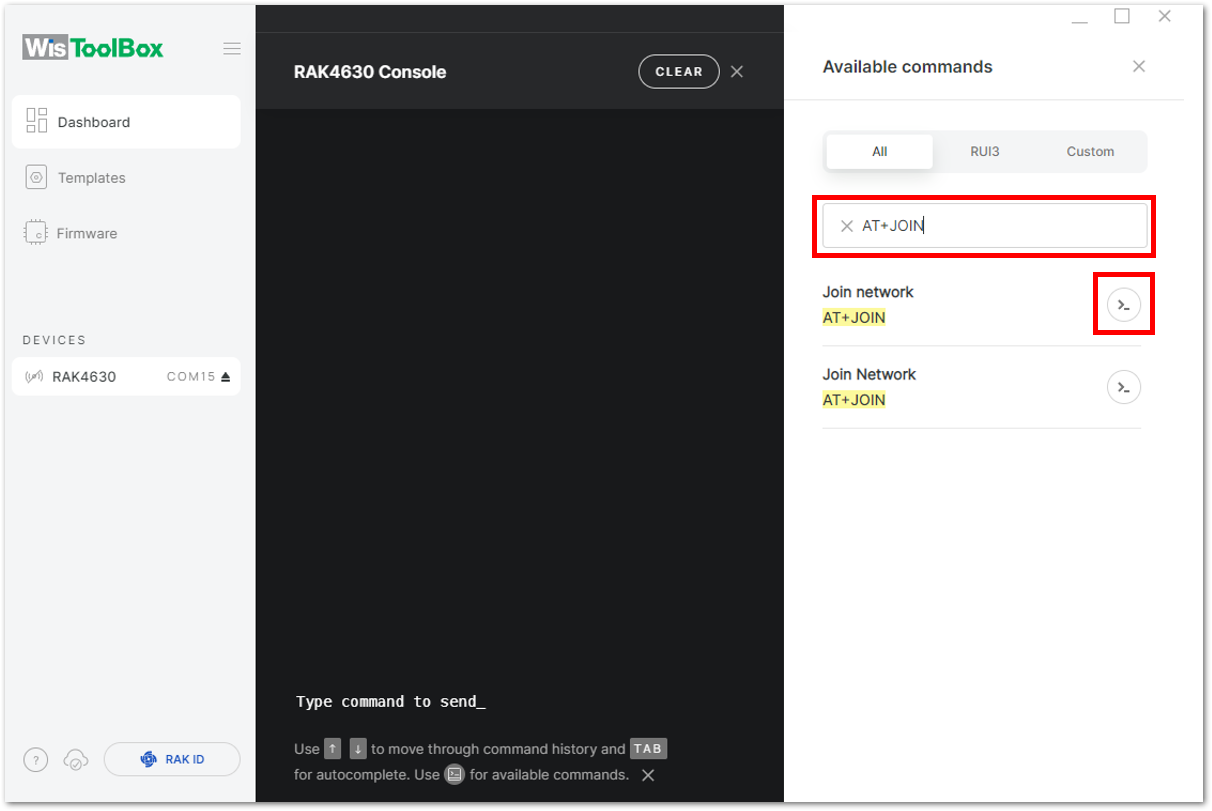 WisToolBox
Dashboard
Templates
Firmware
DEVICES
RAK4630 COM15
? RAK ID
RAK4630 Console CLEAR
Type command to send_
Use ↑ ↓ to move through command history and TAB
for autocomplete. Use for available commands.
Available commands
All RUI3 Custom
AT+JOIN
Join network
AT+JOIN
Join Network
AT+JOIN